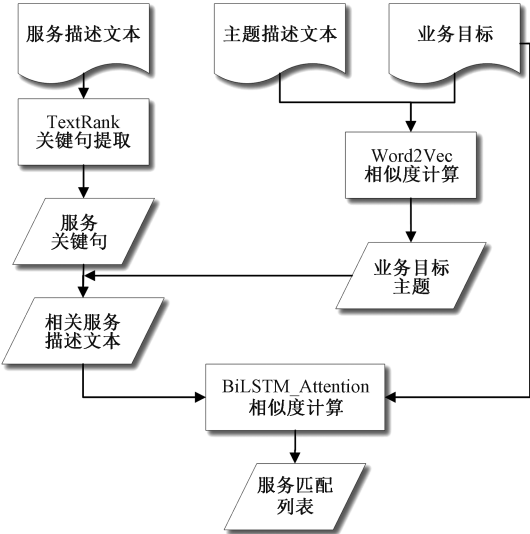 服务描述文本
主题描述文本
业务目标
TextRank
关键句提取
Word2Vec
相似度计算
服务
关键句
业务目标
主题
相关服务
描述文本
BiLSTM_Attention
相似度计算
服务匹配
列表